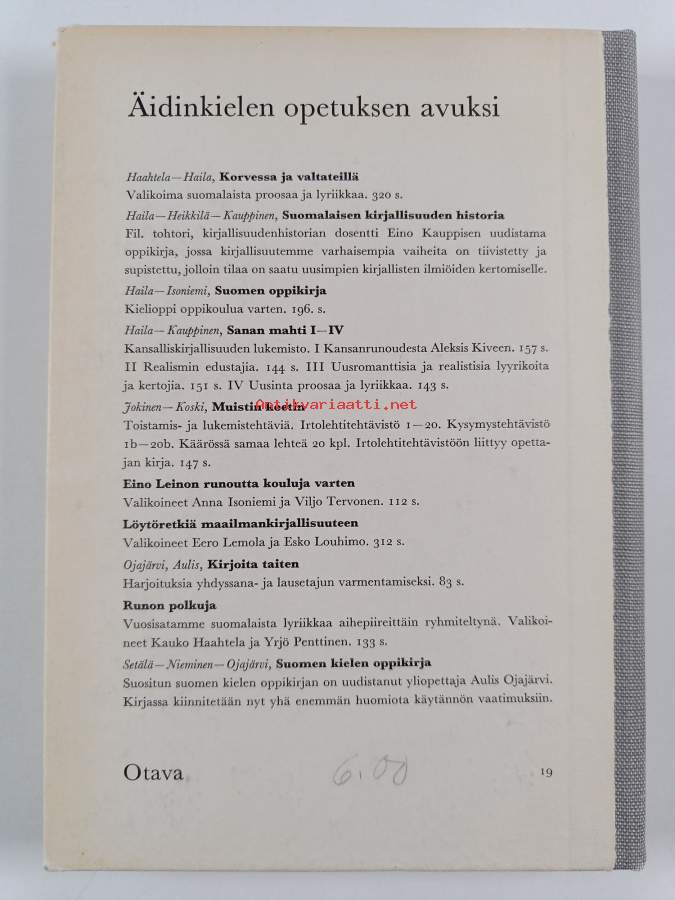 Äidinkielen opetuksen avuksi
Haahtela—Haila, Korvessa ja valtateillä
Valikoima suomalaista proosaa ja lyriikkaa. 320 s.
Haila—Heikkilä—Kauppinen, Suomalaisen kirjallisuuden historia
Fil. tohtori, kirjallisuudenhistorian dosentti Eino Kauppisen uudistama
oppikirja, jossa kirjallisuutemme varhaisempia vaiheita on tiivistetty ja
supistettu, jolloin tilaa on saatu uusimpien kirjallisten ilmiöiden kertomiselle.
Haila—Isoniemi, Suomen oppikirja
Kielioppi oppikoulua varten. 196. s.
Haila—Kauppinen, Sanan mahti I—IV
Kansalliskirjallisuuden lukemisto. I Kansanrunoudesta Aleksis Kiveen. 157 s.
II Realismin edustajia. 144 s. III Uusromanttisia ja realistisia lyyrikoita
ja kertojia. 151 s. IV Uusinta proosaa ja lyriikkaa. 143 s.
Jokinen—Koski, Muistin koetin
Antikvariaatti.net
Toistamis- ja lukemistehtäviä. Irtolehtitehtävistö 1—20. Kysymystehtävistö
1b—20b. Käärössä samaa lehteä 20 kpl. Irtolehtitehtävistöön liittyy opetta-
jan kirja. 147 s.
Eino Leinon runoutta kouluja varten
Valikoineet Anna Isoniemi ja Viljo Tervonen. 112 s.
Löytöretkiä maailmankirjallisuuteen
Valikoineet Eero Lemola ja Esko Louhimo. 312 s.
Ojajärvi, Aulis, Kirjoita taiten
Harjoituksia yhdyssana- ja lausetajun varmentamiseksi. 83 s.
Runon polkuja
Vuosisatamme suomalaista lyriikkaa aihepiireittäin ryhmiteltynä. Valikoi-
neet Kauko Haahtela ja Yrjö Penttinen. 133 s.
Setälä—Nieminen—Ojajärvi, Suomen kielen oppikirja
Suositun suomen kielen oppikirjan on uudistanut yliopettaja Aulis Ojajärvi.
Kirjassa kiinnitetään nyt yhä enemmän huomiota käytännön vaatimuksiin.
Otava 6.00 19